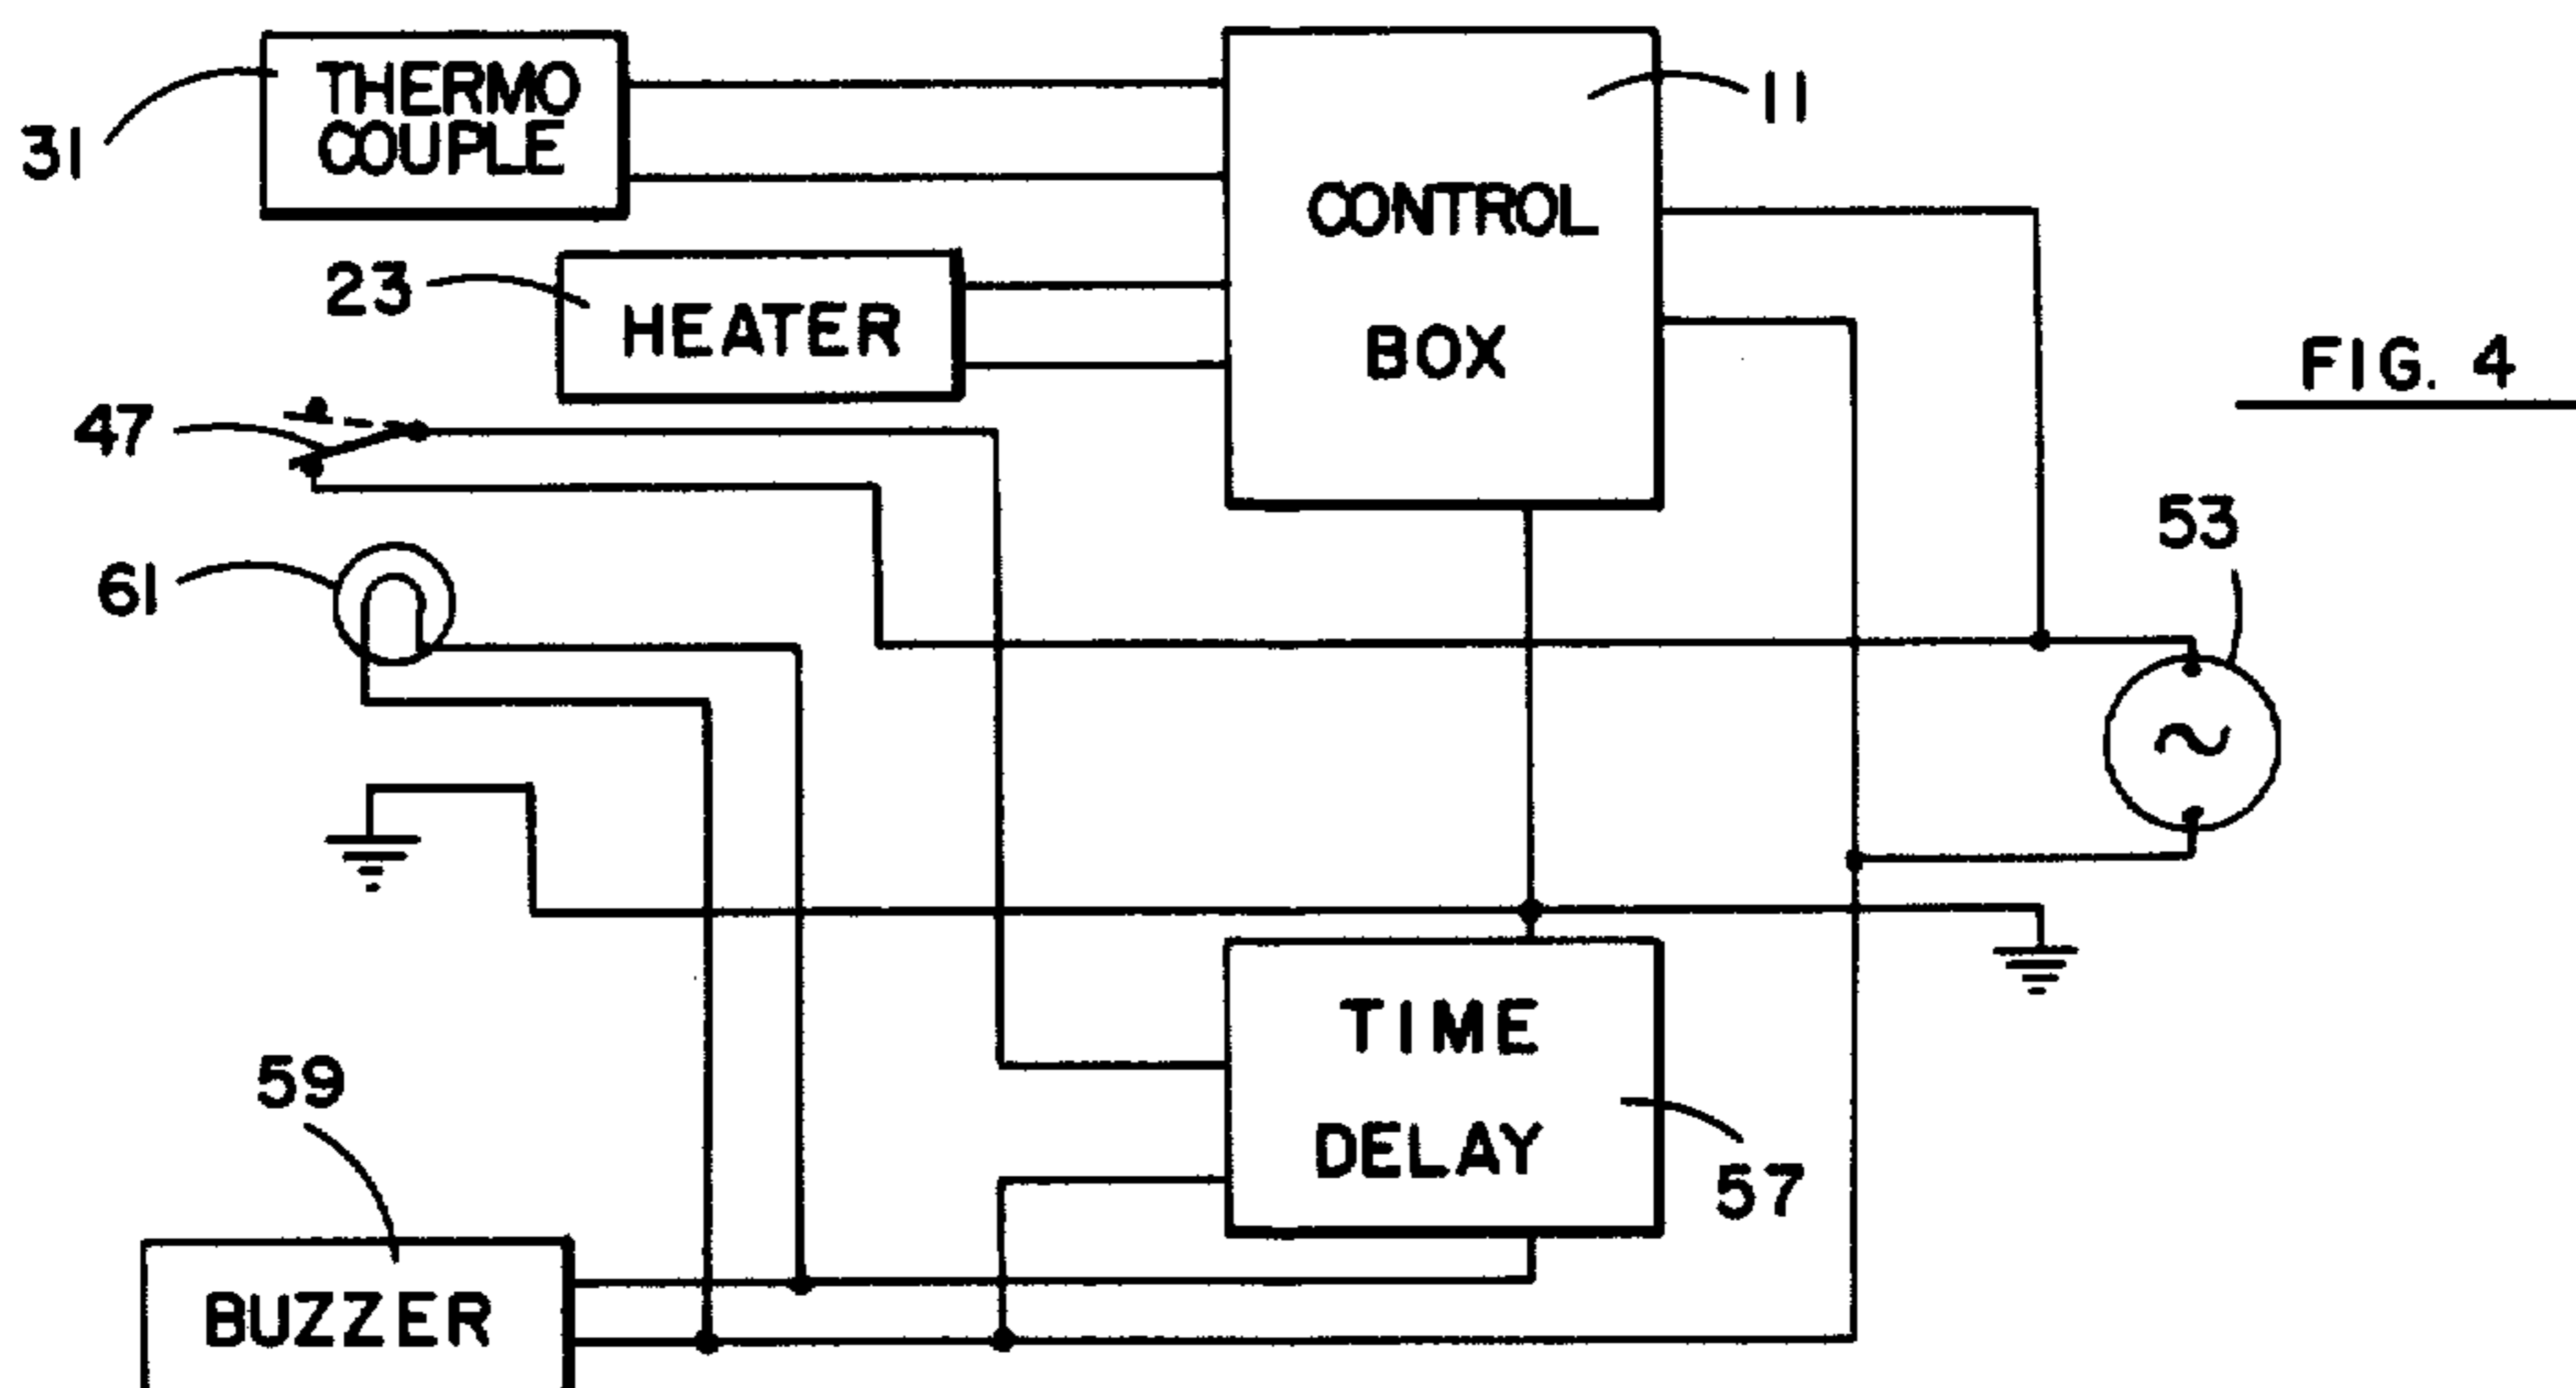 THERMO
COUPLE
31
11
CONTROL
BOX
23
HEATER
FIG. 4
47
53
61
TIME
DELAY
57
59
BUZZER